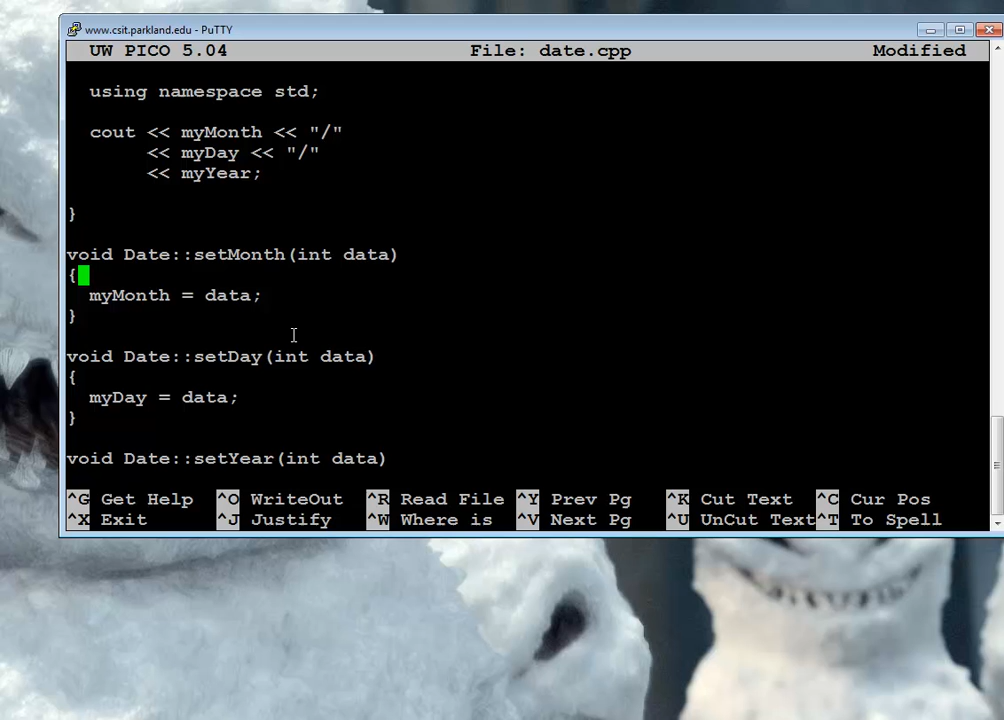 www.csit.parkland.edu - PuTTY
UW PICO 5.04 File: date.cpp Modified
using namespace std;
cout << myMonth << "/"
<< myDay << "/"
<< myYear;
}
void Date::setMonth(int data)
{
myMonth = data;
}
void Date::setDay(int data)
{
myDay = data;
}
void Date::setYear(int data)
^G Get Help ^O WriteOut ^R Read File ^Y Prev Pg ^K Cut Text ^C Cur Pos
^X Exit ^J Justify ^W Where is ^V Next Pg ^U UnCut Text ^T To Spell